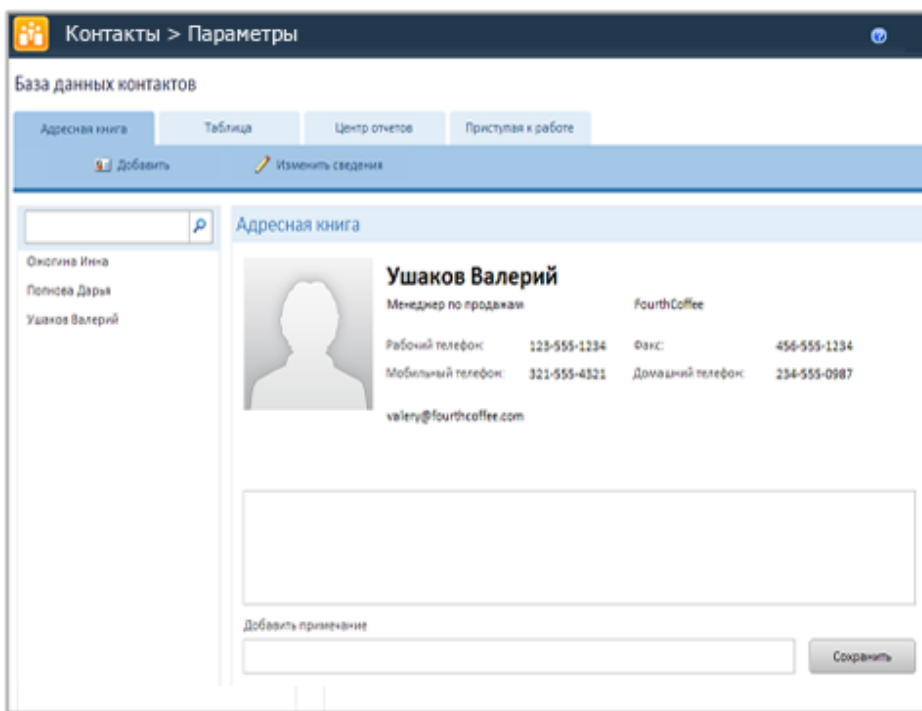 Контакты > Параметры
База данных контактов
Адресная книга Таблица Центр отчетов Приступая к работе
Добавить Изменить сведения
Адресная книга
Инна
Дарья
Ушаков Валерий
Ушаков Валерий
Менеджер по продажам FourthCoffee
Рабочий телефон: 123-555-1234 Факс: 456-555-1234
Мобильный телефон: 321-555-4321 Домашний телефон: 234-555-0987
valery@fourthcoffee.com
Добавить примечание
Сохранить